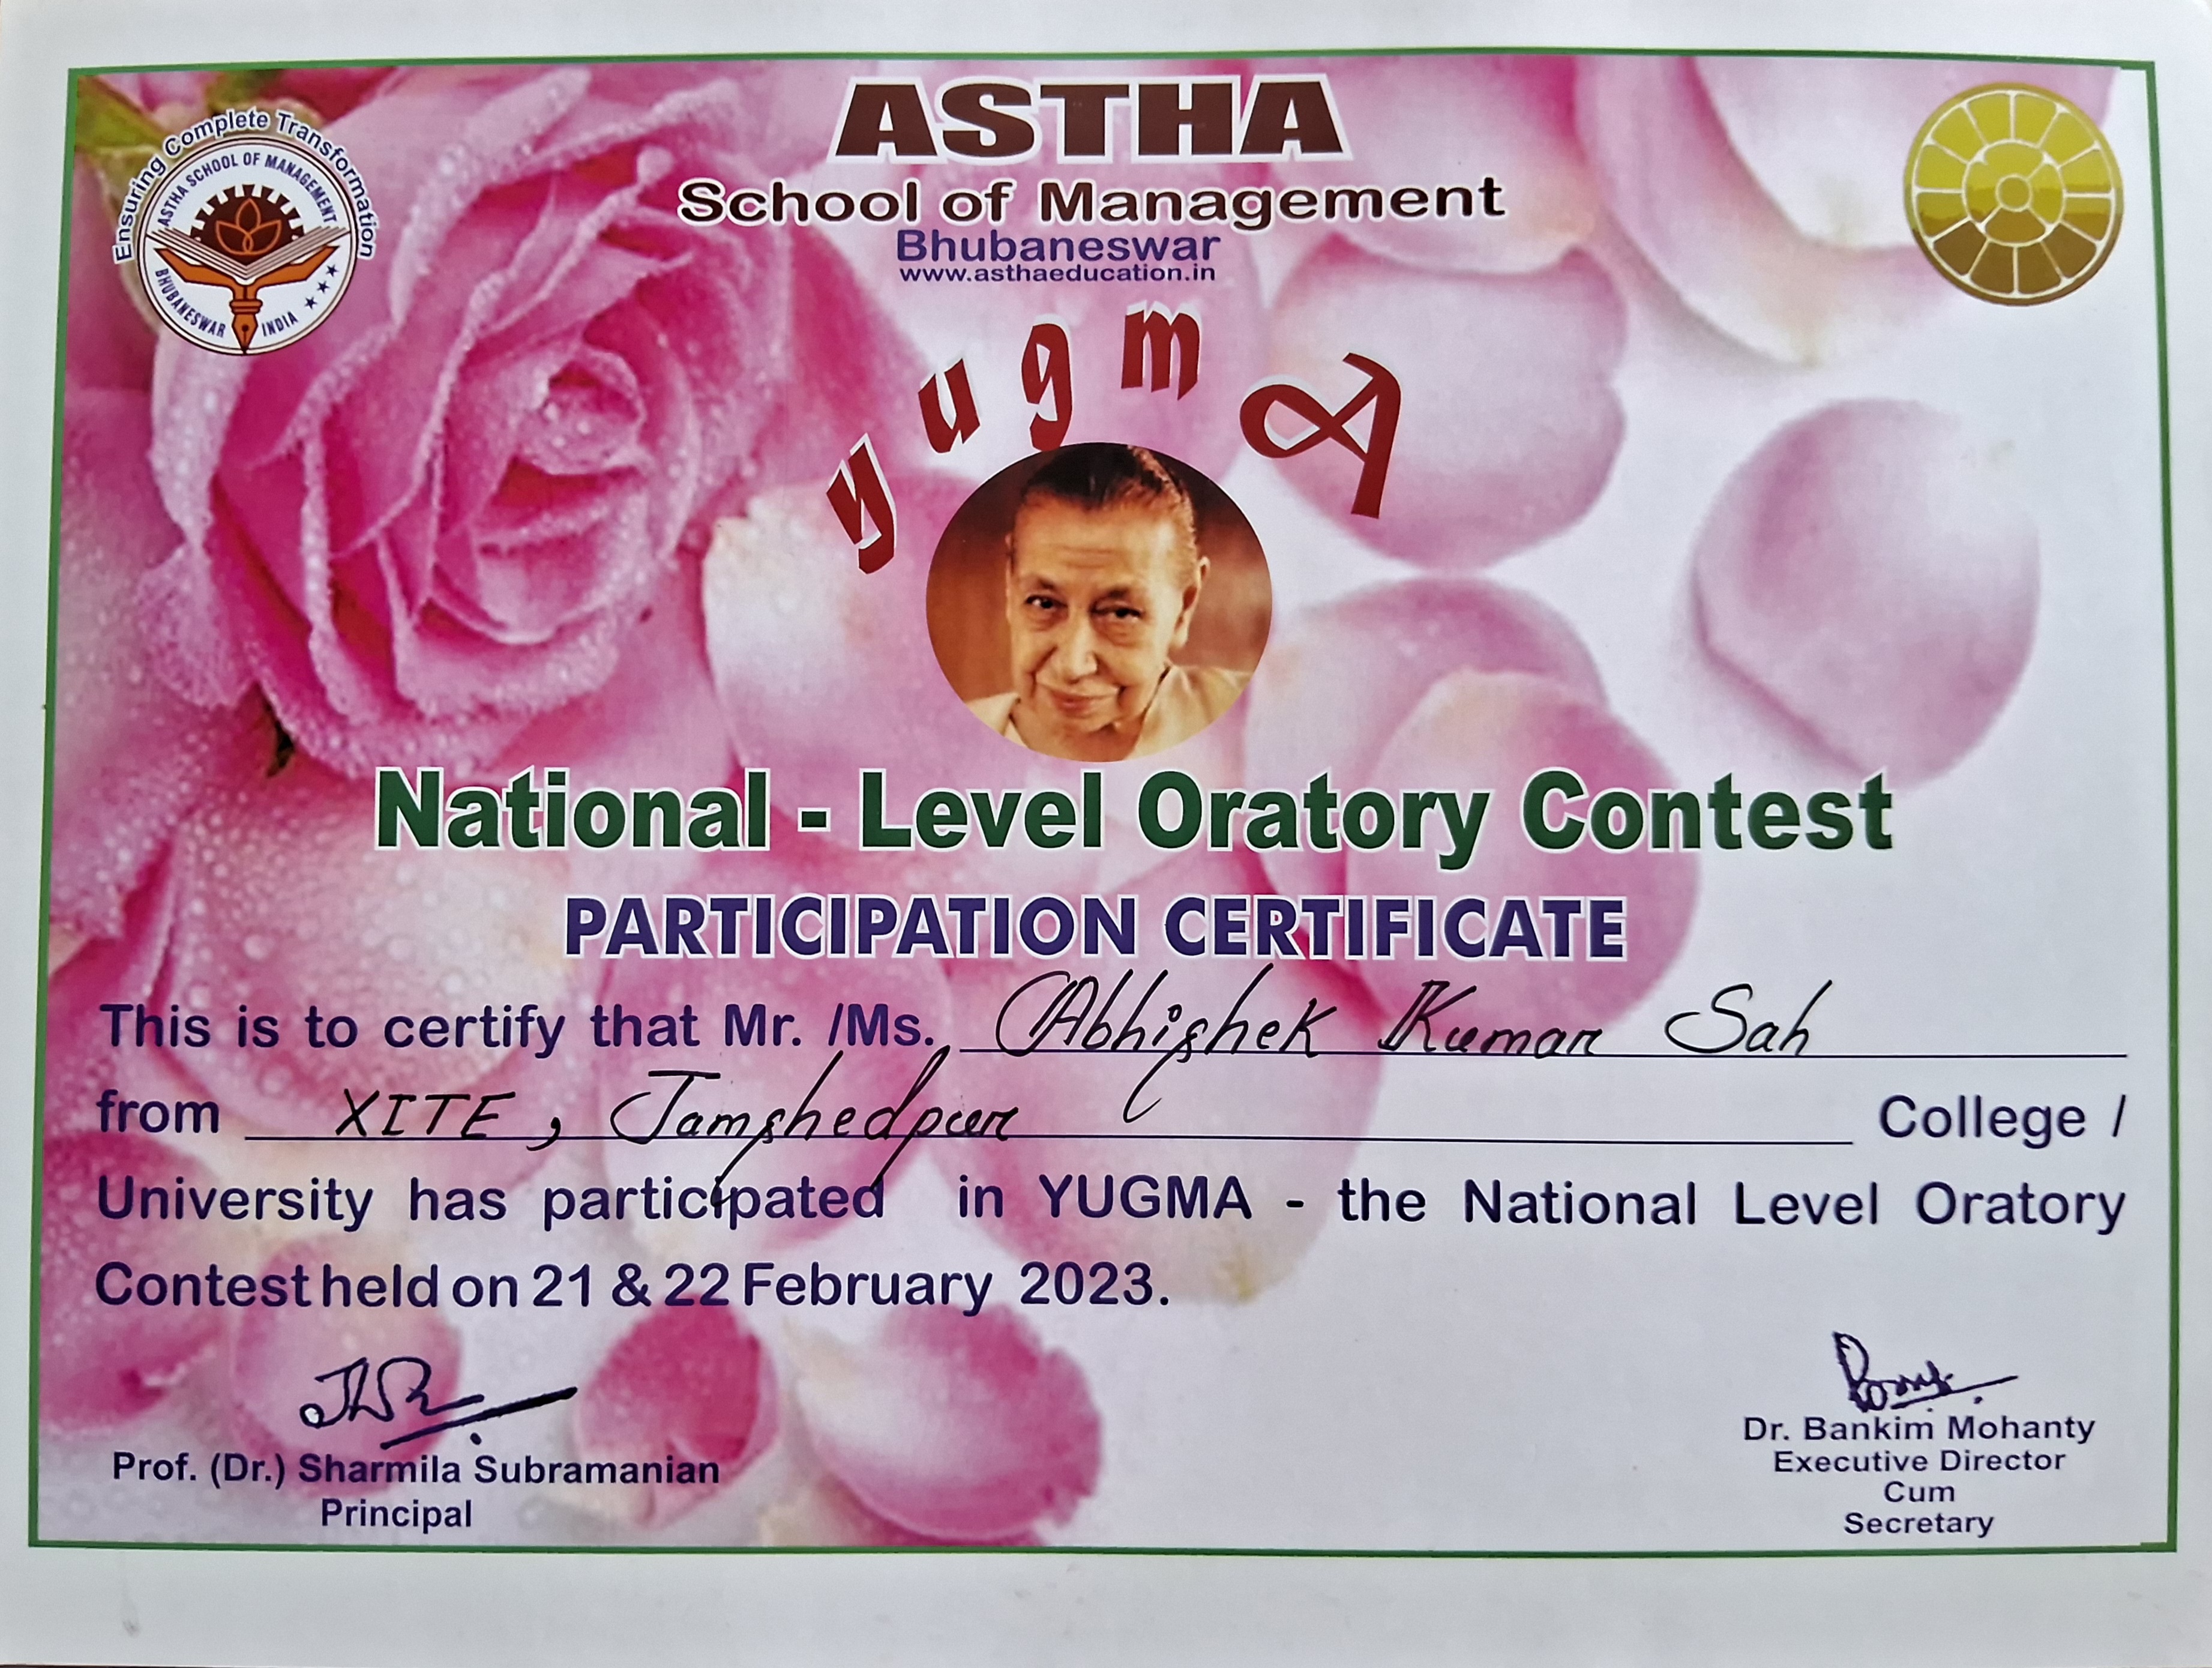 Ensuring Complete Transformation
ASTHA SCHOOL OF MANAGEMENT
BHUBANESWAR INDIA
ASTHA
School of Management
Bhubaneswar
www.asthaeducation.in
yugmA
National - Level Oratory Contest
PARTICIPATION CERTIFICATE
This is to certify that Mr. /Ms. Abhishek Kumar Sah
from XITE, Jamshedpur College /
University has participated in YUGMA - the National Level Oratory
Contest held on 21 & 22 February 2023.
Prof. (Dr.) Sharmila Subramanian
Principal
Dr. Bankim Mohanty
Executive Director
Cum
Secretary